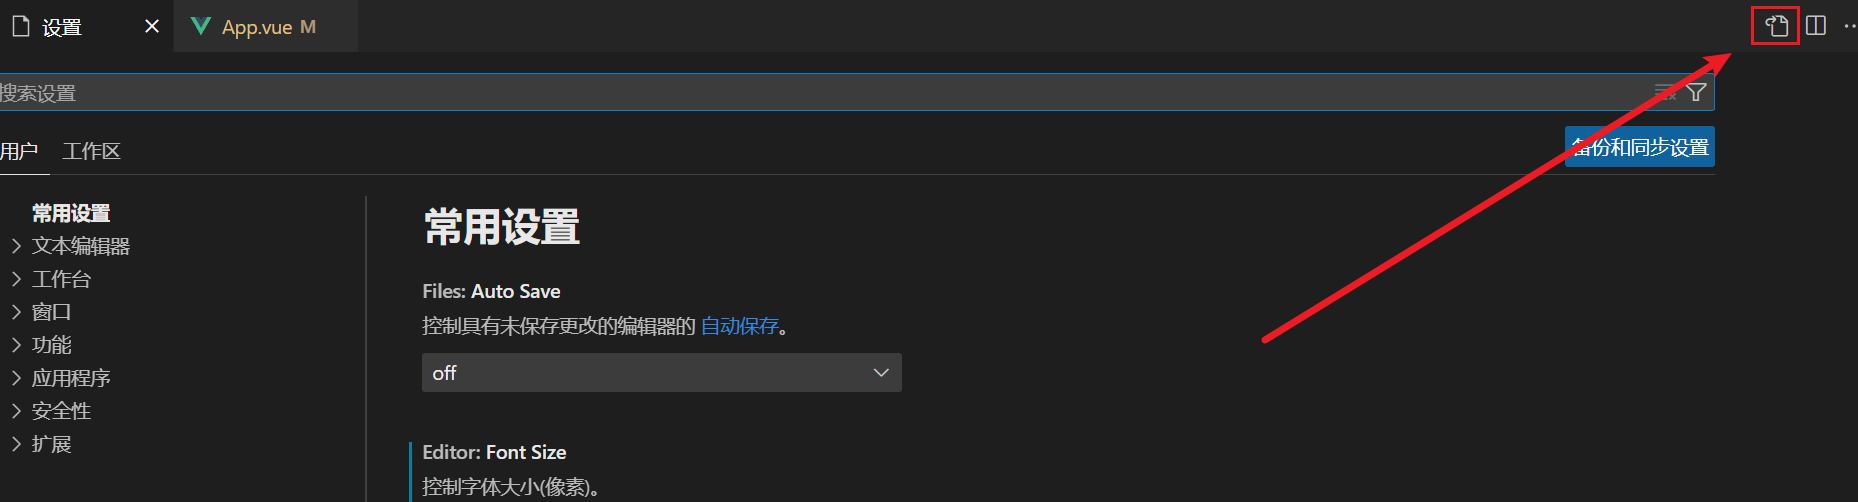 设置
App.vue M
搜索设置
用户 工作区
备份和同步设置
常用设置
文本编辑器
工作台
窗口
功能
应用程序
安全性
扩展
常用设置
Files: Auto Save
控制具有未保存更改的编辑器的 自动保存。
off
Editor: Font Size
控制字体大小(像素)。